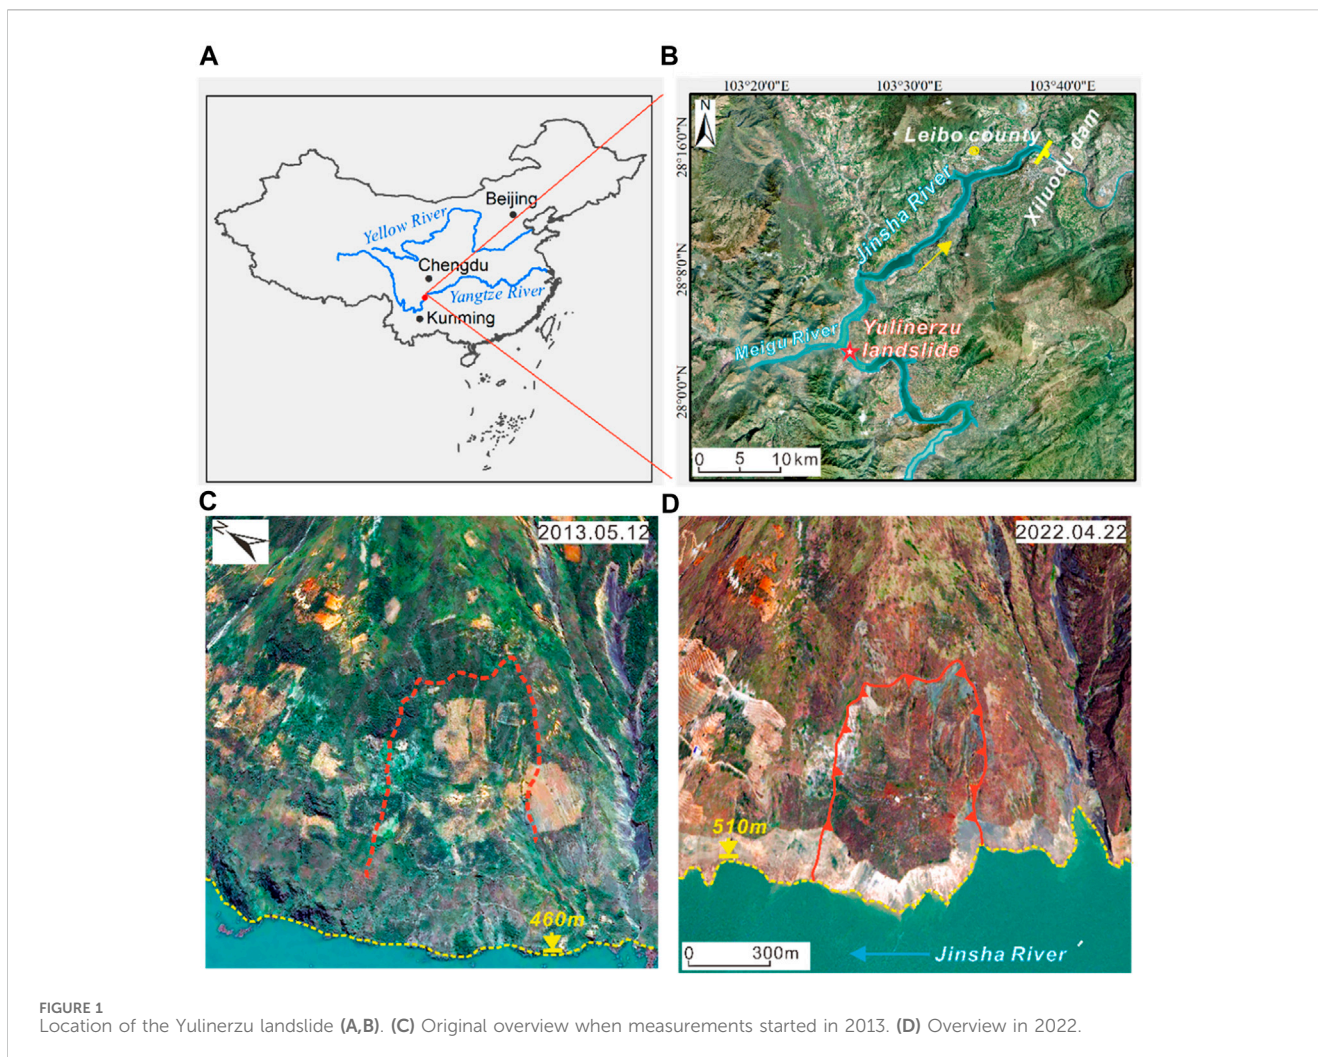 A
Beijing
Yellow River
Chengdu
Yangtze River
Kunming
B
103°20'0"E
103°30'0"E
103°40'0"E
N
28°16'0"N
28°8'0"N
28°0'0"N
Leibo county
Xiluodu dam
Jinsha River
Meigu River
Yulinerzu
landslide
0 5 10km
C
N
2013.05.12
460m
D
2022.04.22
510m
0 300m
Jinsha River
FIGURE 1
Location of the Yulinerzu landslide (A,B). (C) Original overview when measurements started in 2013. (D) Overview in 2022.